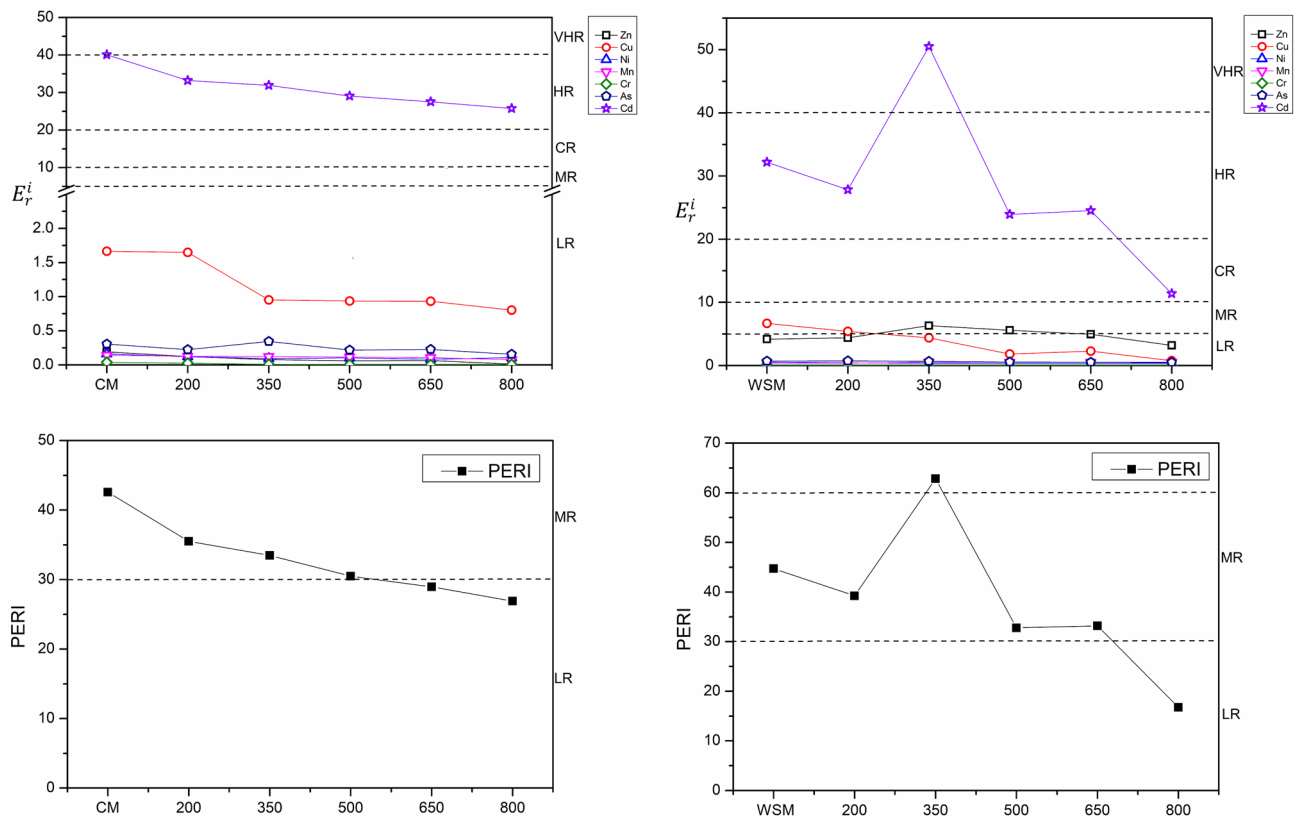 50
40
30
20
10
2.0
1.5
1.0
0.5
0.0
E_r^i
VHR
HR
CR
MR
LR
Zn
Cu
Ni
Mn
Cr
As
Cd
CM 200 350 500 650 800
50
40
30
20
10
0
E_r^i
VHR
HR
CR
MR
LR
Zn
Cu
Ni
Mn
Cr
As
Cd
WSM 200 350 500 650 800
50
40
30
20
10
0
PERI
PERI
MR
LR
CM 200 350 500 650 800
70
60
50
40
30
20
10
0
PERI
PERI
MR
LR
WSM 200 350 500 650 800